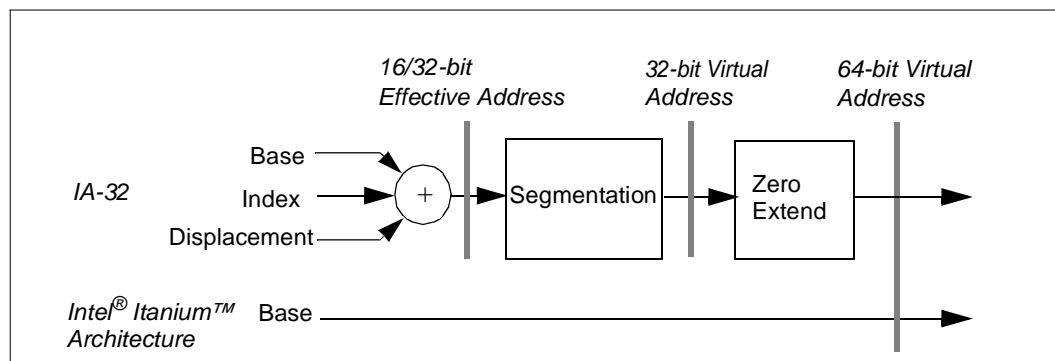 16/32-bit
Effective Address
32-bit Virtual
Address
64-bit Virtual
Address
IA-32
Base
Index
Displacement
+
Segmentation
Zero
Extend
Intel® Itanium™
Architecture
Base